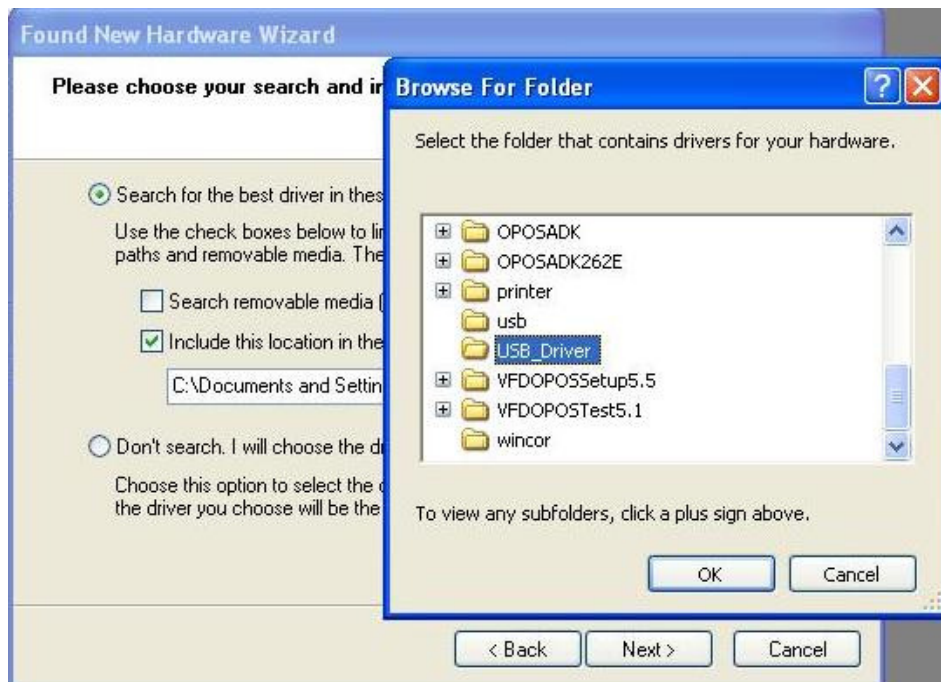 Found New Hardware Wizard
Please choose your search and in
Search for the best driver in thes
Use the check boxes below to lin
paths and removable media. The
Search removable media (
Include this location in the
C:\Documents and Settin
Don't search. I will choose the dr
Choose this option to select the d
the driver you choose will be the
< Back
Next >
Cancel
Browse For Folder
Select the folder that contains drivers for your hardware.
OPOSADK
OPOSADK262E
printer
usb
USB_Driver
VFDOPOSSetup5.5
VFDOPOSTest5.1
wincor
To view any subfolders, click a plus sign above.
OK
Cancel